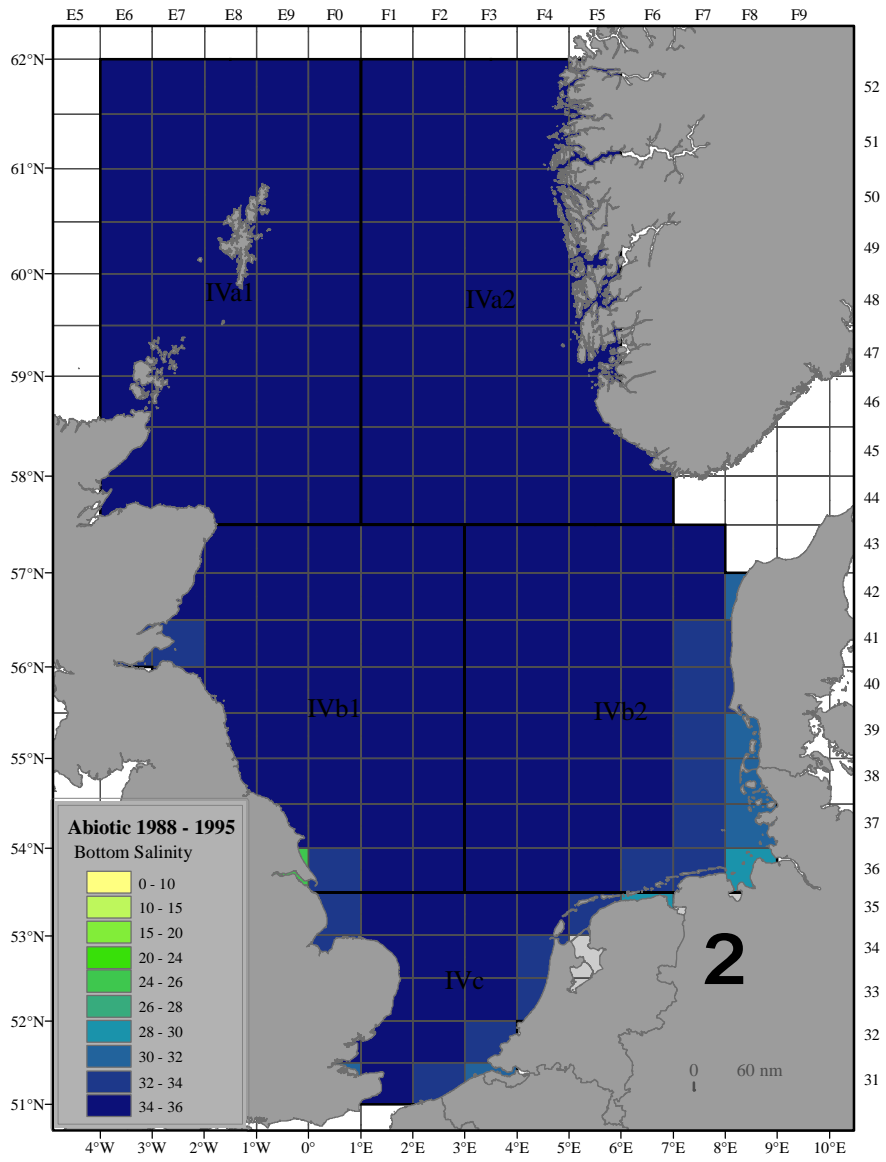 E5 E6 E7 E8 E9 F0 F1 F2 F3 F4 F5 F6 F7 F8 F9
62°N
52
61°N
51
50
60°N
49
IVa1 IVa2
48
59°N
47
46
58°N
45
44
57°N
43
42
56°N
41
40
IVb1 IVb2
55°N
39
38
54°N
37
36
53°N
35
34
52°N
33
32
51°N
31
Abiotic 1988 - 1995
Bottom Salinity
0 - 10
10 - 15
15 - 20
20 - 24
24 - 26
26 - 28
28 - 30
30 - 32
32 - 34
34 - 36
IVc
2
0 60 nm
4°W 3°W 2°W 1°W 0° 1°E 2°E 3°E 4°E 5°E 6°E 7°E 8°E 9°E 10°E